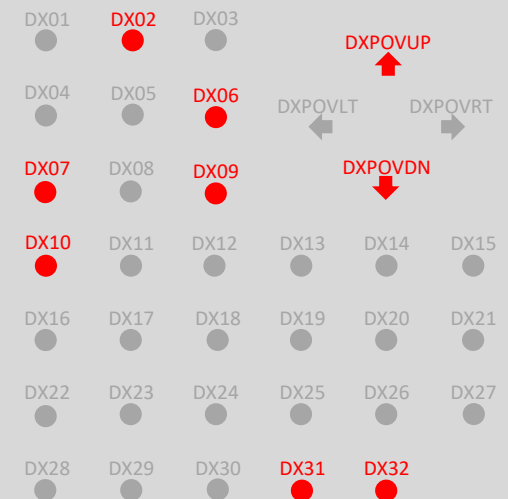 DX01 DX02 DX03
DXPOVUP
DX04 DX05 DX06 DXPOVLT DXPOVRT
DX07 DX08 DX09 DXPOVDN
DX10 DX11 DX12 DX13 DX14 DX15
DX16 DX17 DX18 DX19 DX20 DX21
DX22 DX23 DX24 DX25 DX26 DX27
DX28 DX29 DX30 DX31 DX32